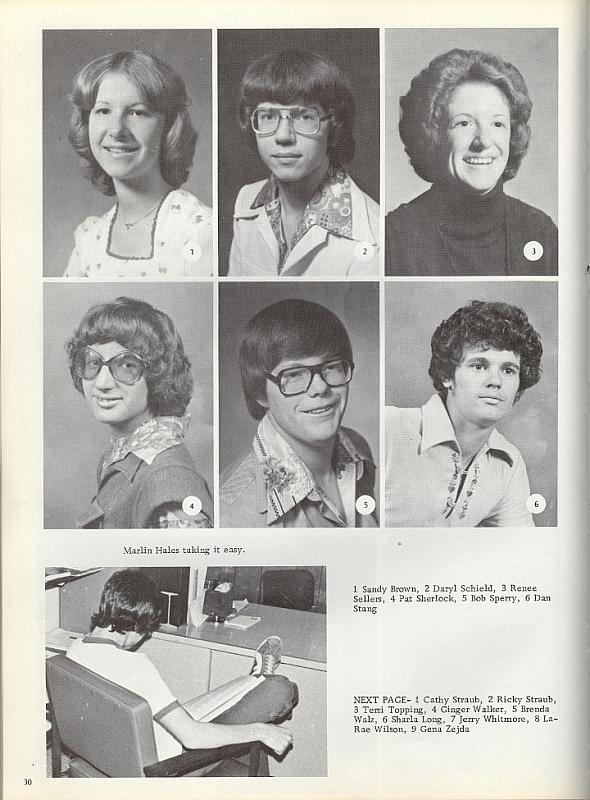 1
2
3
4
5
6
Marlin Hales taking it easy.
1 Sandy Brown, 2 Daryl Schield, 3 Renee
Sellers, 4 Pat Sherlock, 5 Bob Sperry, 6 Dan
Stang
NEXT PAGE- 1 Cathy Straub, 2 Ricky Straub,
3 Terri Topping, 4 Ginger Walker, 5 Brenda
Walz, 6 Sharla Long, 7 Jerry Whitmore, 8 La-
Rae Wilson, 9 Gena Zejda
30